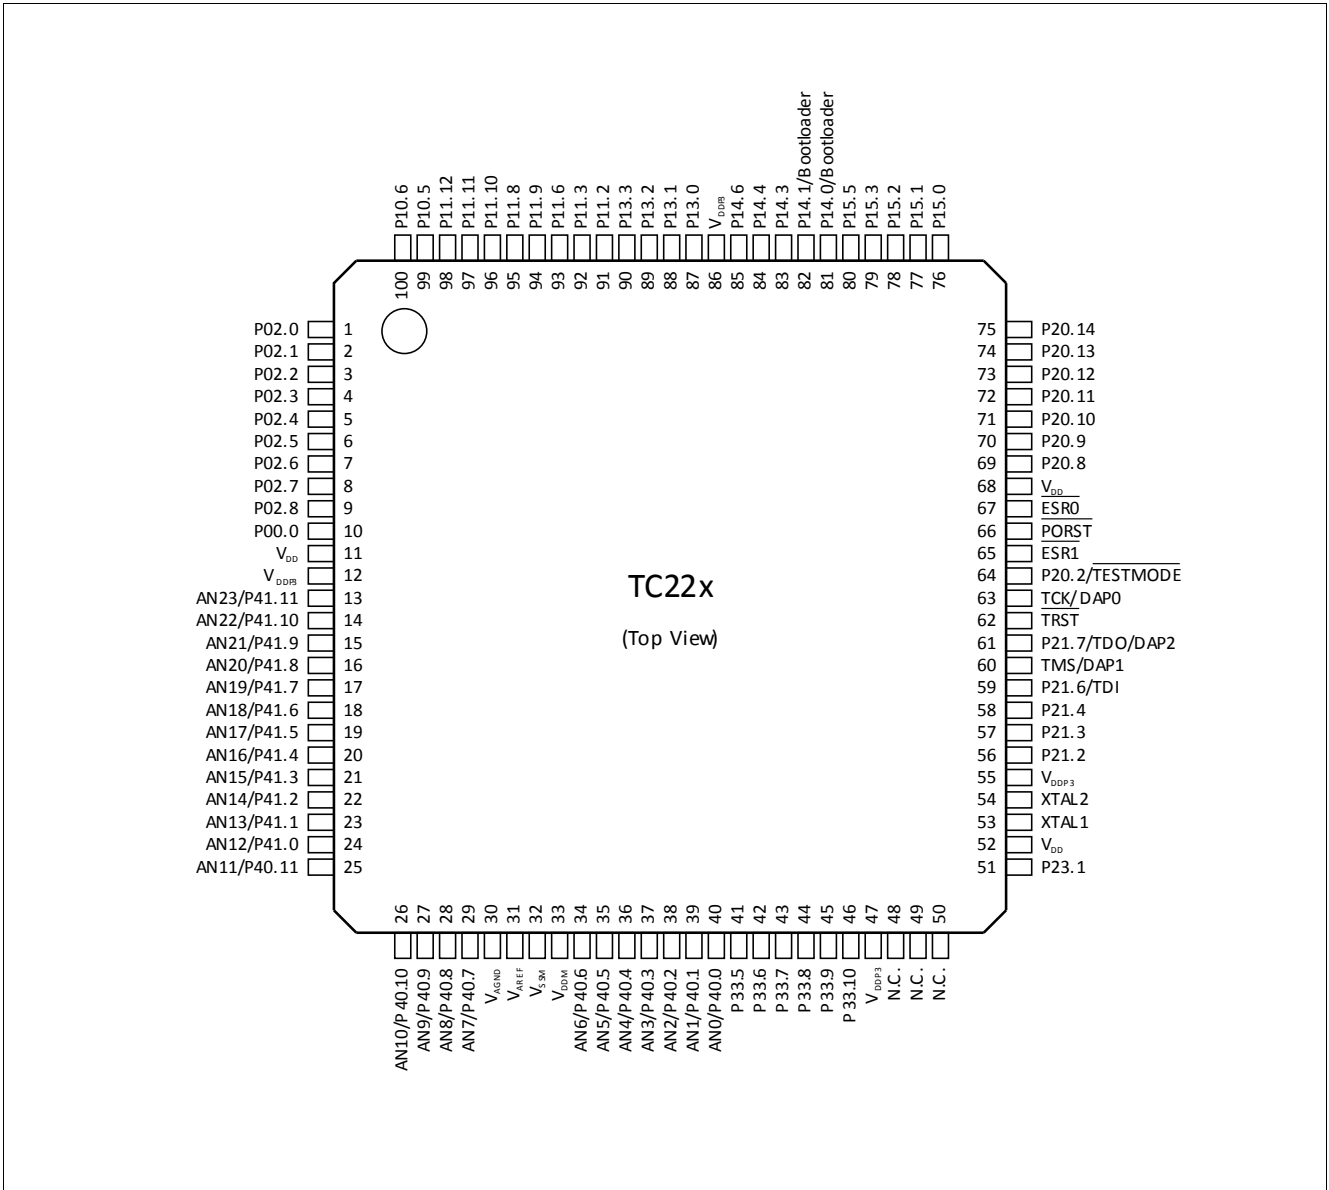 P10.6
P10.5
P11.12
P11.11
P11.10
P11.8
P11.9
P11.6
P11.3
P11.2
P13.3
P13.2
P13.1
P13.0
VDDP3
P14.6
P14.4
P14.3
P14.1/Bootloader
P14.0/Bootloader
P15.5
P15.3
P15.2
P15.1
P15.0
100
99
98
97
96
95
94
93
92
91
90
89
88
87
86
85
84
83
82
81
80
79
78
77
76
P02.0 1
P02.1 2
P02.2 3
P02.3 4
P02.4 5
P02.5 6
P02.6 7
P02.7 8
P02.8 9
P00.0 10
VDD 11
VDDP3 12
AN23/P41.11 13
AN22/P41.10 14
AN21/P41.9 15
AN20/P41.8 16
AN19/P41.7 17
AN18/P41.6 18
AN17/P41.5 19
AN16/P41.4 20
AN15/P41.3 21
AN14/P41.2 22
AN13/P41.1 23
AN12/P41.0 24
AN11/P40.11 25
TC22x
(Top View)
75 P20.14
74 P20.13
73 P20.12
72 P20.11
71 P20.10
70 P20.9
69 P20.8
68 VDD
67 ESR0
66 PORST
65 ESR1
64 P20.2/TESTMODE
63 TCK/DAP0
62 TRST
61 P21.7/TDO/DAP2
60 TMS/DAP1
59 P21.6/TDI
58 P21.4
57 P21.3
56 P21.2
55 VDDP3
54 XTAL2
53 XTAL1
52 VDD
51 P23.1
26
27
28
29
30
31
32
33
34
35
36
37
38
39
40
41
42
43
44
45
46
47
48
49
50
AN10/P40.10
AN9/P40.9
AN8/P40.8
AN7/P40.7
VAGND
VAREF
VSSM
VDDM
AN6/P40.6
AN5/P40.5
AN4/P40.4
AN3/P40.3
AN2/P40.2
AN1/P40.1
AN0/P40.0
P33.5
P33.6
P33.7
P33.8
P33.9
P33.10
VDDP3
N.C.
N.C.
N.C.